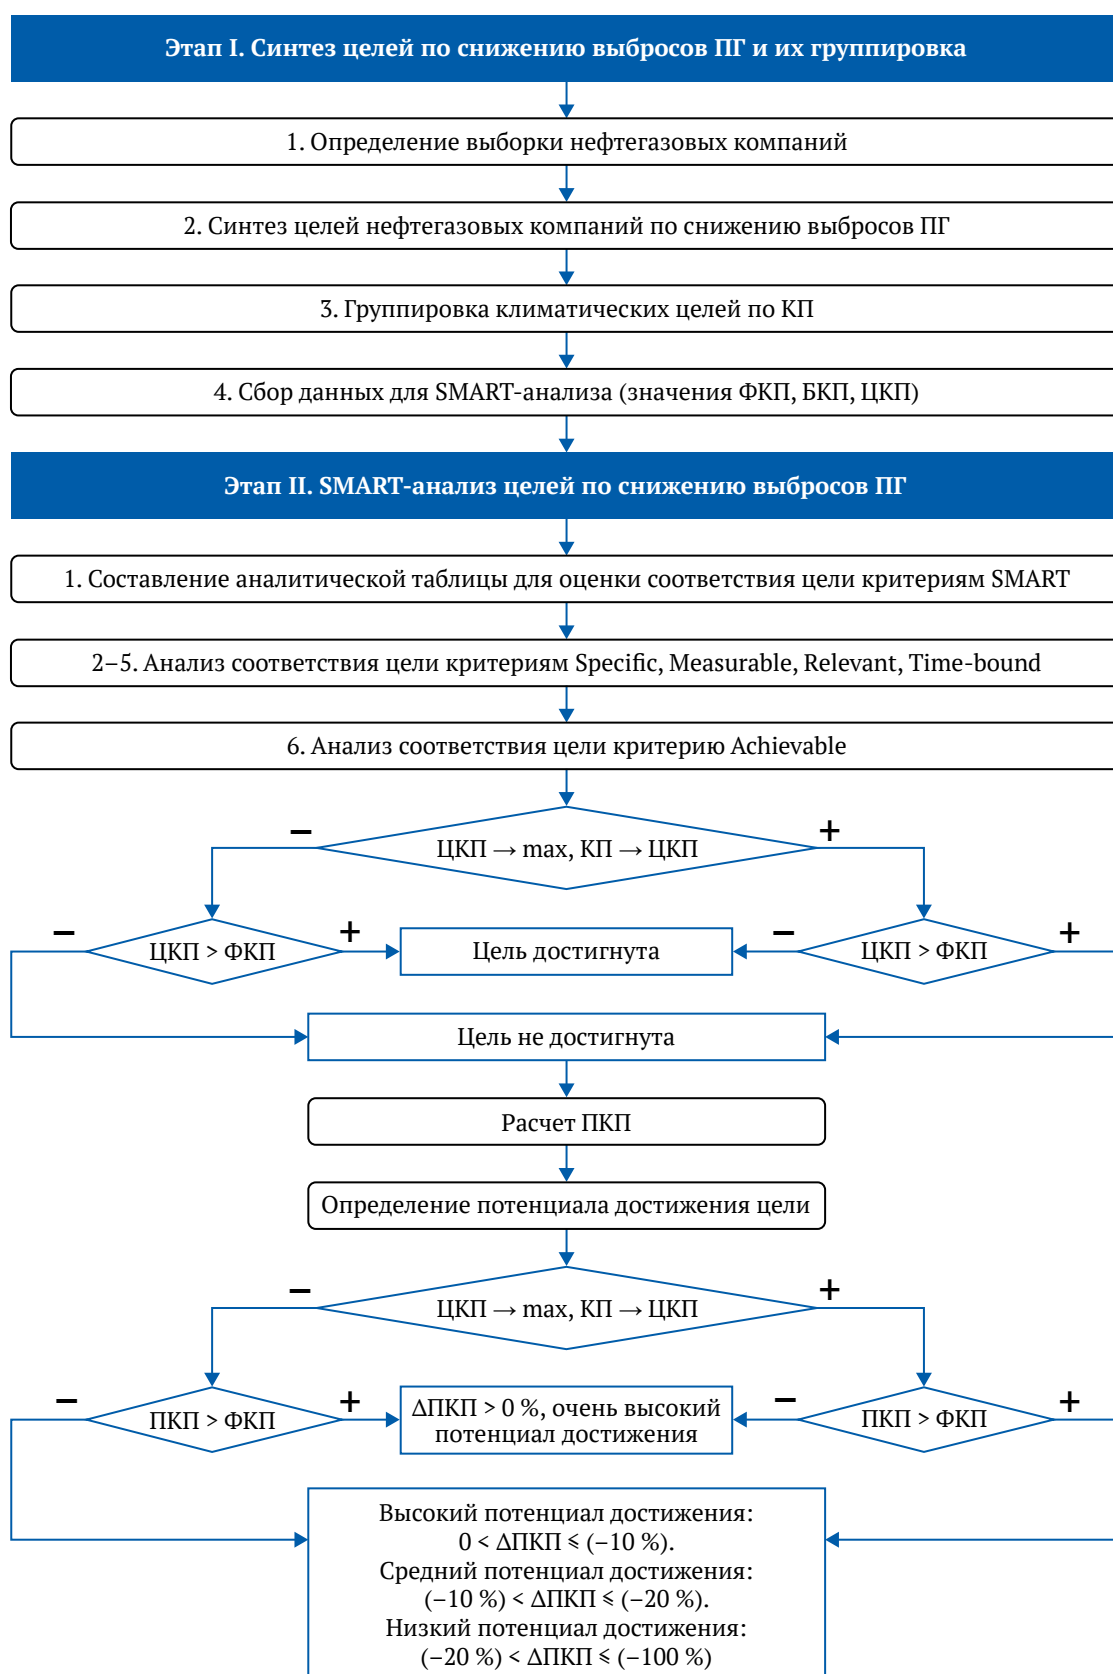 Этап I. Синтез целей по снижению выбросов ПГ и их группировка
1. Определение выборки нефтегазовых компаний
2. Синтез целей нефтегазовых компаний по снижению выбросов ПГ
3. Группировка климатических целей по КП
4. Сбор данных для SMART-анализа (значения ФКП, БКП, ЦКП)
Этап II. SMART-анализ целей по снижению выбросов ПГ
1. Составление аналитической таблицы для оценки соответствия цели критериям SMART
2–5. Анализ соответствия цели критериям Specific, Measurable, Relevant, Time-bound
6. Анализ соответствия цели критерию Achievable
– +
ЦКП → max, КП → ЦКП
– + – +
ЦКП > ФКП
Цель достигнута
ЦКП > ФКП
Цель не достигнута
Расчет ПКП
Определение потенциала достижения цели
– +
ЦКП → max, КП → ЦКП
– + – +
ПКП > ФКП
ΔПКП > 0 %, очень высокий
потенциал достижения
ПКП > ФКП
Высокий потенциал достижения:
0 < ΔПКП ⩽ (−10 %).
Средний потенциал достижения:
(−10 %) < ΔПКП ⩽ (−20 %).
Низкий потенциал достижения:
(−20 %) < ΔПКП ⩽ (−100 %)